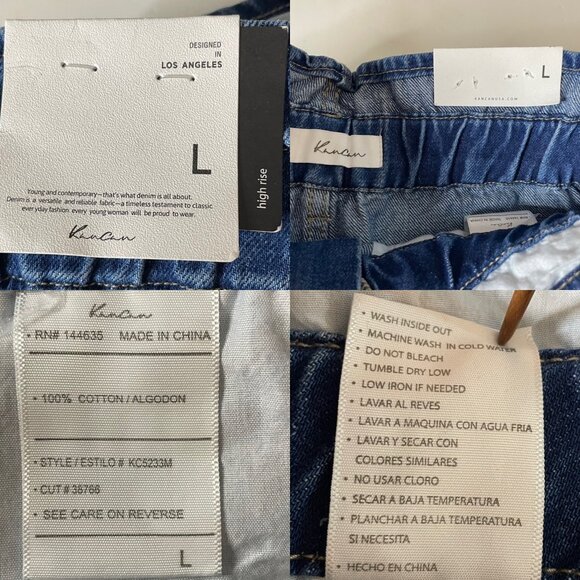 DESIGNED
IN
LOS ANGELES
L
Young and contemporary—that's what denim is all about.
Denim is a versatile and reliable fabric—a timeless testament to classic
everyday fashion every young woman will be proud to wear.
KanCan
high rise
L
KANCANUSA.COM
KanCan
KanCan
• RN# 144635 MADE IN CHINA
• 100% COTTON / ALGODON
• STYLE / ESTILO # KC5233M
• CUT # 38766
• SEE CARE ON REVERSE
L
• WASH INSIDE OUT
• MACHINE WASH IN COLD WATER
• DO NOT BLEACH
• TUMBLE DRY LOW
• LOW IRON IF NEEDED
• LAVAR AL REVES
• LAVAR A MAQUINA CON AGUA FRIA
• LAVAR Y SECAR CON
COLORES SIMILARES
• NO USAR CLORO
• SECAR A BAJA TEMPERATURA
• PLANCHAR A BAJA TEMPERATURA
SI NECESITA
• HECHO EN CHINA